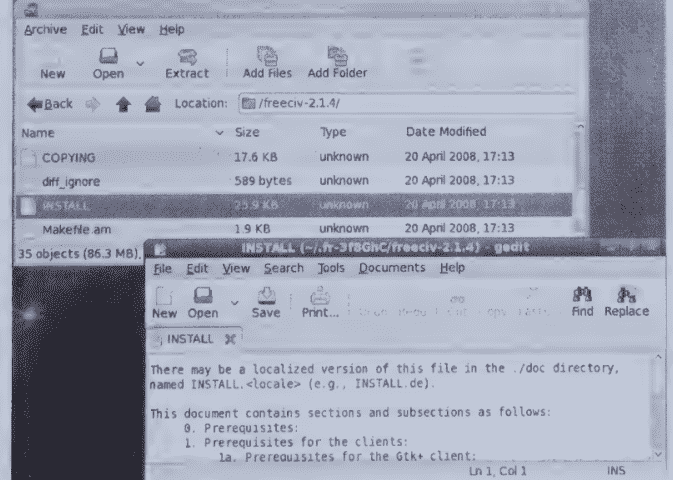 Archive Edit View Help
New Open Extract Add Files Add Folder
Back Location: /freeciv-2.1.4/
Name Size Type Date Modified
COPYING 17.6 KB unknown 20 April 2008, 17:13
diff_ignore 589 bytes unknown 20 April 2008, 17:13
INSTALL 25.9 KB unknown 20 April 2008, 17:13
Makefile.am 1.9 KB unknown 20 April 2008, 17:13
35 objects (86.3 MB),
INSTALL (~/.fr-3f8GhC/freeciv-2.1.4) - gedit
File Edit View Search Tools Documents Help
New Open Save Print... Find Replace
INSTALL
There may be a localized version of this file in the ./doc directory,
named INSTALL.<locale> (e.g., INSTALL.de).
This document contains sections and subsections as follows:
0. Prerequisites:
1. Prerequisites for the clients:
1a. Prerequisites for the Gtk+ client:
Ln 1, Col 1 INS